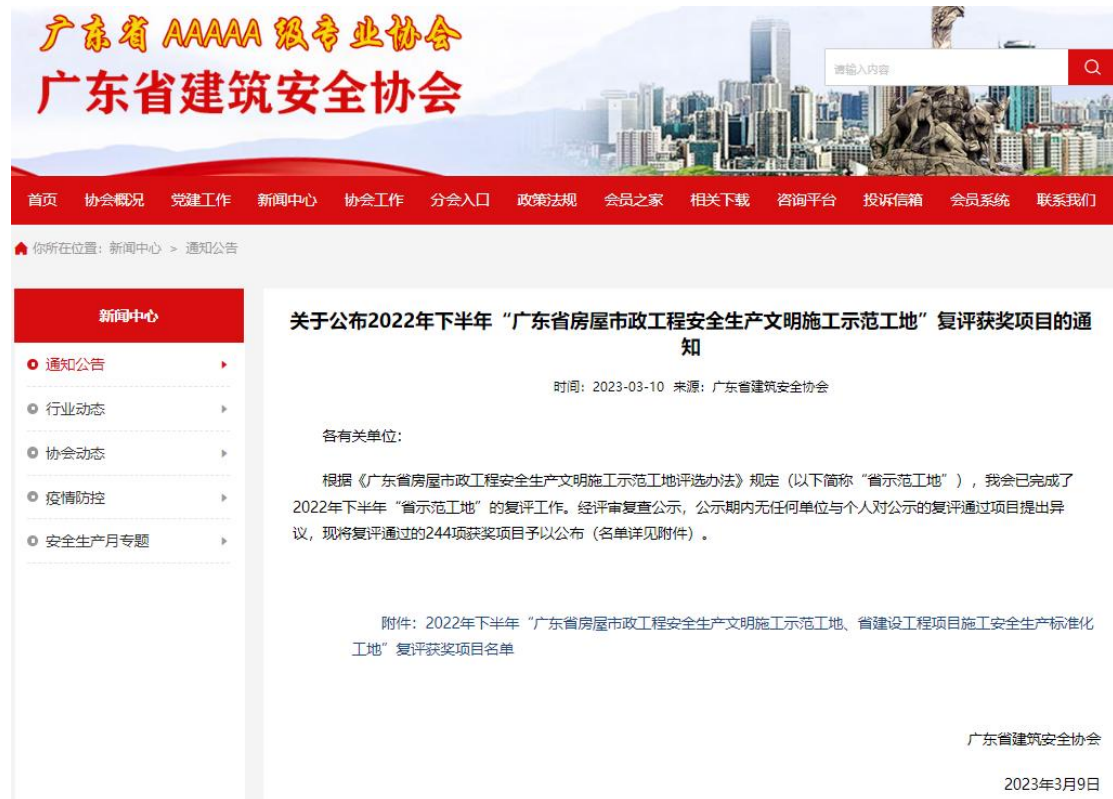 广东省 AAAAA 级专业协会
广东省建筑安全协会
请输入内容
首页 协会概况 党建工作 新闻中心 协会工作 分会入口 政策法规 会员之家 相关下载 咨询平台 投诉信箱 会员系统 联系我们
你所在位置：新闻中心 > 通知公告
新闻中心
通知公告
行业动态
协会动态
疫情防控
安全生产月专题
关于公布2022年下半年“广东省房屋市政工程安全生产文明施工示范工地”复评获奖项目的通
知
时间：2023-03-10 来源：广东省建筑安全协会
各有关单位：
根据《广东省房屋市政工程安全生产文明施工示范工地评选办法》规定（以下简称“省示范工地”），我会已完成了
2022年下半年“省示范工地”的复评工作。经评审复查公示，公示期内无任何单位与个人对公示的复评通过项目提出异
议，现将复评通过的244项获奖项目予以公布（名单详见附件）。
附件：2022年下半年“广东省房屋市政工程安全生产文明施工示范工地、省建设工程项目施工安全生产标准化
工地”复评获奖项目名单
广东省建筑安全协会
2023年3月9日